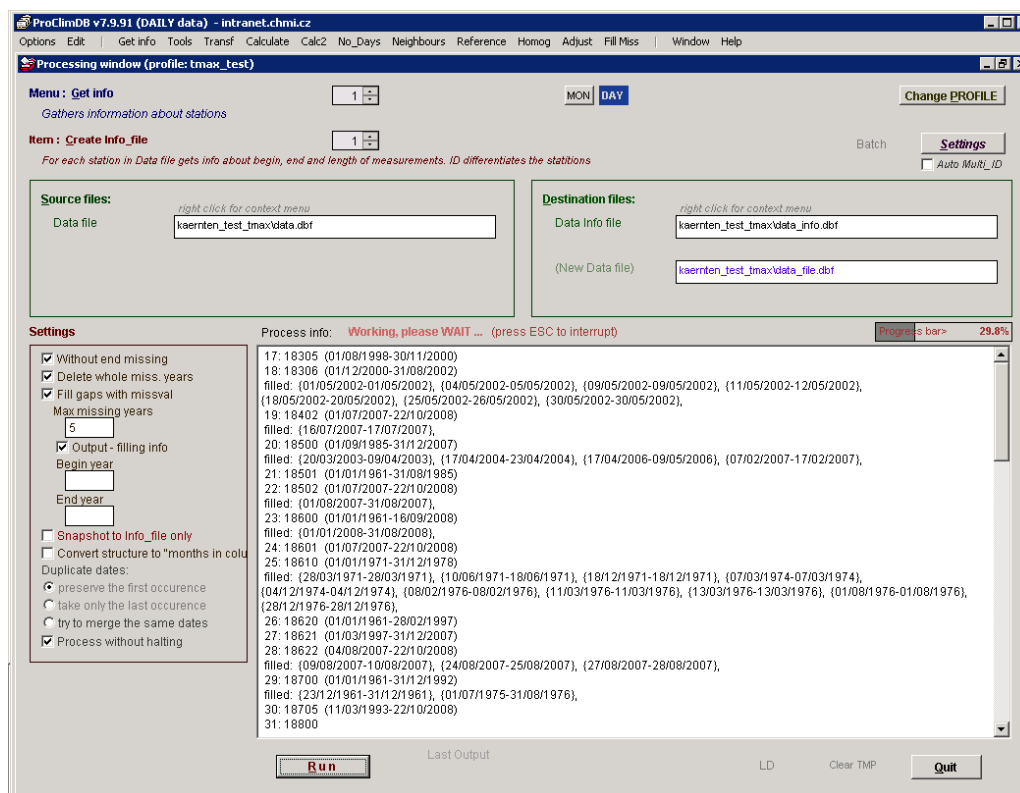 ProClimDB v7.9.91 (DAILY data) - intranet.chmi.cz
Options Edit | Get info Tools Transf Calculate Calc2 No_Days Neighbours Reference Homog Adjust Fill Miss | Window Help
Processing window (profile: tmax_test)
Menu : Get info 1 MON DAY Change PROFILE
Gathers information about stations
Item : Create Info_file 1 Batch Settings
For each station in Data file gets info about begin, end and length of measurements. ID differentiates the statitions Auto Multi_ID
Source files: right click for context menu
Data file kaernten_test_tmax\data.dbf
Destination files: right click for context menu
Data Info file kaernten_test_tmax\data_info.dbf
(New Data file) kaernten_test_tmax\data_file.dbf
Settings
Process info: Working, please WAIT ... (press ESC to interrupt) Progress bar> 29.8%
Without end missing
Delete whole miss. years
Fill gaps with missval
Max missing years
5
Output - filling info
Begin year
End year
Snapshot to Info_file only
Convert structure to "months in colu
Duplicate dates:
preserve the first occurence
take only the last occurence
try to merge the same dates
Process without halting
17: 18305 (01/08/1998-30/11/2000)
18: 18306 (01/12/2000-31/08/2002)
filled: {01/05/2002-01/05/2002}, {04/05/2002-05/05/2002}, {09/05/2002-09/05/2002}, {11/05/2002-12/05/2002},
{18/05/2002-20/05/2002}, {25/05/2002-26/05/2002}, {30/05/2002-30/05/2002},
19: 18402 (01/07/2007-22/10/2008)
filled: {16/07/2007-17/07/2007},
20: 18500 (01/09/1985-31/12/2007)
filled: {20/03/2003-09/04/2003}, {17/04/2004-23/04/2004}, {17/04/2006-09/05/2006}, {07/02/2007-17/02/2007},
21: 18501 (01/01/1961-31/08/1985)
22: 18502 (01/07/2007-22/10/2008)
filled: {01/08/2007-31/08/2007},
23: 18600 (01/01/1961-16/09/2008)
filled: {01/01/2008-31/08/2008},
24: 18601 (01/07/2007-22/10/2008)
25: 18610 (01/01/1971-31/12/1978)
filled: {28/03/1971-28/03/1971}, {10/06/1971-18/06/1971}, {18/12/1971-18/12/1971}, {07/03/1974-07/03/1974},
{04/12/1974-04/12/1974}, {08/02/1976-08/02/1976}, {11/03/1976-11/03/1976}, {13/03/1976-13/03/1976}, {01/08/1976-01/08/1976},
{28/12/1976-28/12/1976},
26: 18620 (01/01/1961-28/02/1997)
27: 18621 (01/03/1997-31/12/2007)
28: 18622 (04/08/2007-22/10/2008)
filled: {09/08/2007-10/08/2007}, {24/08/2007-25/08/2007}, {27/08/2007-28/08/2007},
29: 18700 (01/01/1961-31/12/1992)
filled: {23/12/1961-31/12/1961}, {01/07/1975-31/08/1976},
30: 18705 (11/03/1993-22/10/2008)
31: 18800
Run Last Output LD Clear TMP Quit